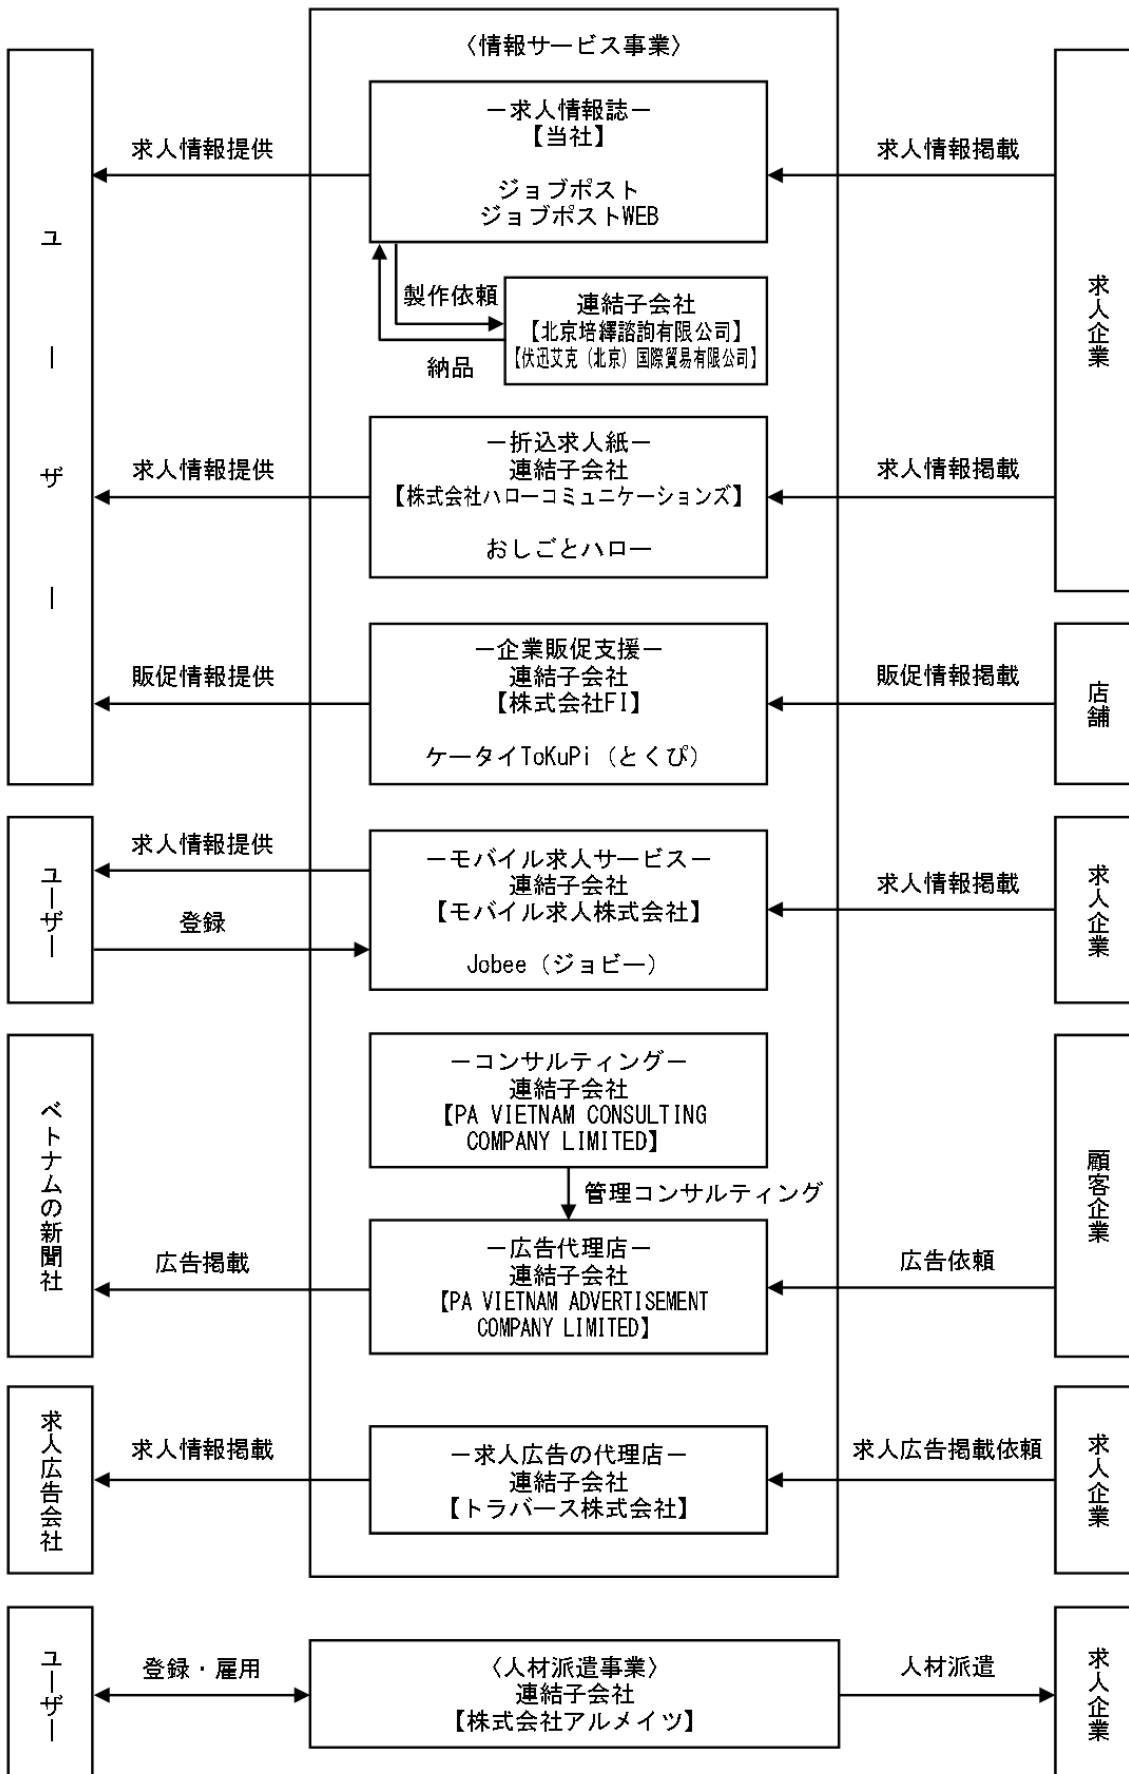 〈情報サービス事業〉
ユーザー
求人情報提供
－求人情報誌－
【当社】
ジョブポスト
ジョブポストWEB
求人情報掲載
求人企業
製作依頼
納品
連結子会社
【北京培繹諮詢有限公司】
【伏迅艾克（北京）国際貿易有限公司】
求人情報提供
－折込求人紙－
連結子会社
【株式会社ハローコミュニケーションズ】
おしごとハロー
求人情報掲載
販促情報提供
－企業販促支援－
連結子会社
【株式会社FI】
ケータイToKuPi（とくぴ）
販促情報掲載
店舗
ユーザー
求人情報提供
登録
－モバイル求人サービス－
連結子会社
【モバイル求人株式会社】
Jobee（ジョビー）
求人情報掲載
求人企業
ベトナムの新聞社
－コンサルティング－
連結子会社
【PA VIETNAM CONSULTING
COMPANY LIMITED】
管理コンサルティング
広告掲載
－広告代理店－
連結子会社
【PA VIETNAM ADVERTISEMENT
COMPANY LIMITED】
広告依頼
顧客企業
求人広告会社
求人情報掲載
－求人広告の代理店－
連結子会社
【トラバース株式会社】
求人広告掲載依頼
求人企業
ユーザー
登録・雇用
〈人材派遣事業〉
連結子会社
【株式会社アルメイツ】
人材派遣
求人企業